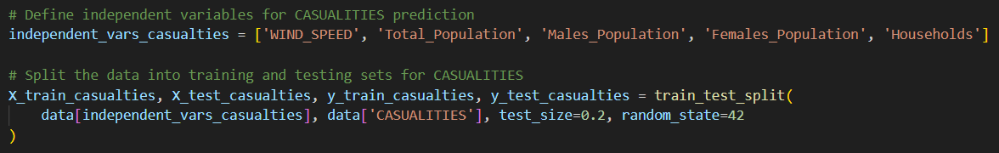 # Define independent variables for CASUALITIES prediction
independent_vars_casualties = ['WIND_SPEED', 'Total_Population', 'Males_Population', 'Females_Population', 'Households']
# Split the data into training and testing sets for CASUALITIES
X_train_casualties, X_test_casualties, y_train_casualties, y_test_casualties = train_test_split(
    data[independent_vars_casualties], data['CASUALITIES'], test_size=0.2, random_state=42
)